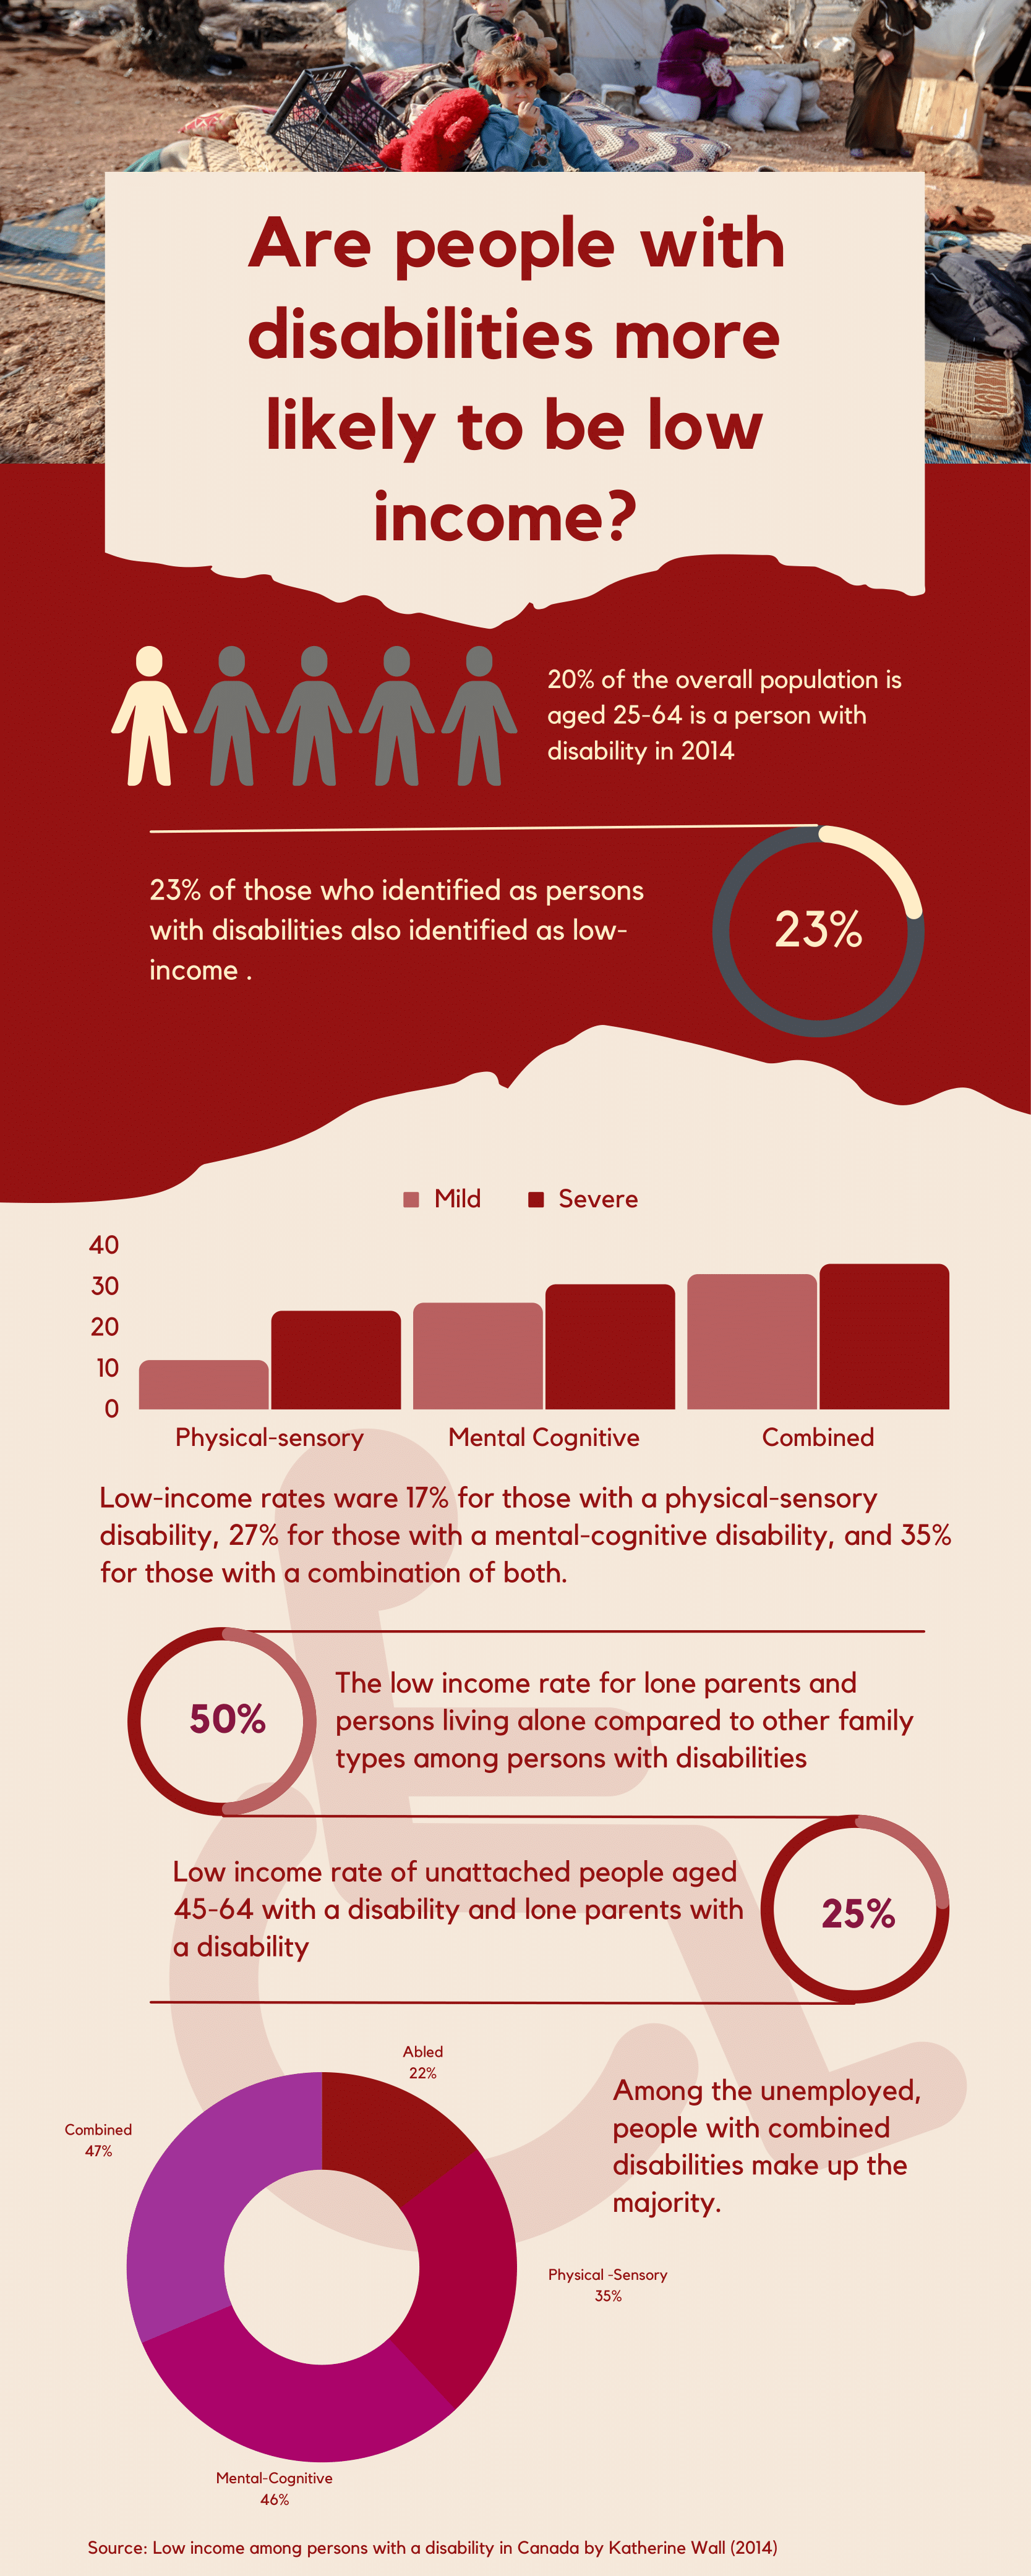 Are people with
disabilities more
likely to be low
income?
20% of the overall population is
aged 25-64 is a person with
disability in 2014
23% of those who identified as persons
with disabilities also identified as low-
income .
23%
Mild
Severe
40
30
20
10
0
Physical-sensory
Mental Cognitive
Combined
Low-income rates ware 17% for those with a physical-sensory
disability, 27% for those with a mental-cognitive disability, and 35%
for those with a combination of both.
50%
The low income rate for lone parents and
persons living alone compared to other family
types among persons with disabilities
Low income rate of unattached people aged
45-64 with a disability and lone parents with
a disability
25%
Abled
22%
Combined
47%
Among the unemployed,
people with combined
disabilities make up the
majority.
Physical -Sensory
35%
Mental-Cognitive
46%
Source: Low income among persons with a disability in Canada by Katherine Wall (2014)